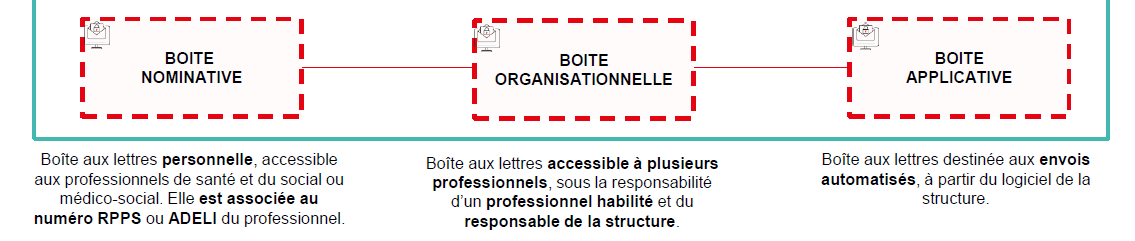 BOITE
NOMINATIVE
BOITE
ORGANISATIONNELLE
BOITE
APPLICATIVE
Boîte aux lettres personnelle, accessible
aux professionnels de santé et du social ou
médico-social. Elle est associée au
numéro RPPS ou ADELI du professionnel.
Boîte aux lettres accessible à plusieurs
professionnels, sous la responsabilité
d'un professionnel habilité et du
responsable de la structure.
Boîte aux lettres destinée aux envois
automatisés, à partir du logiciel de la
structure.